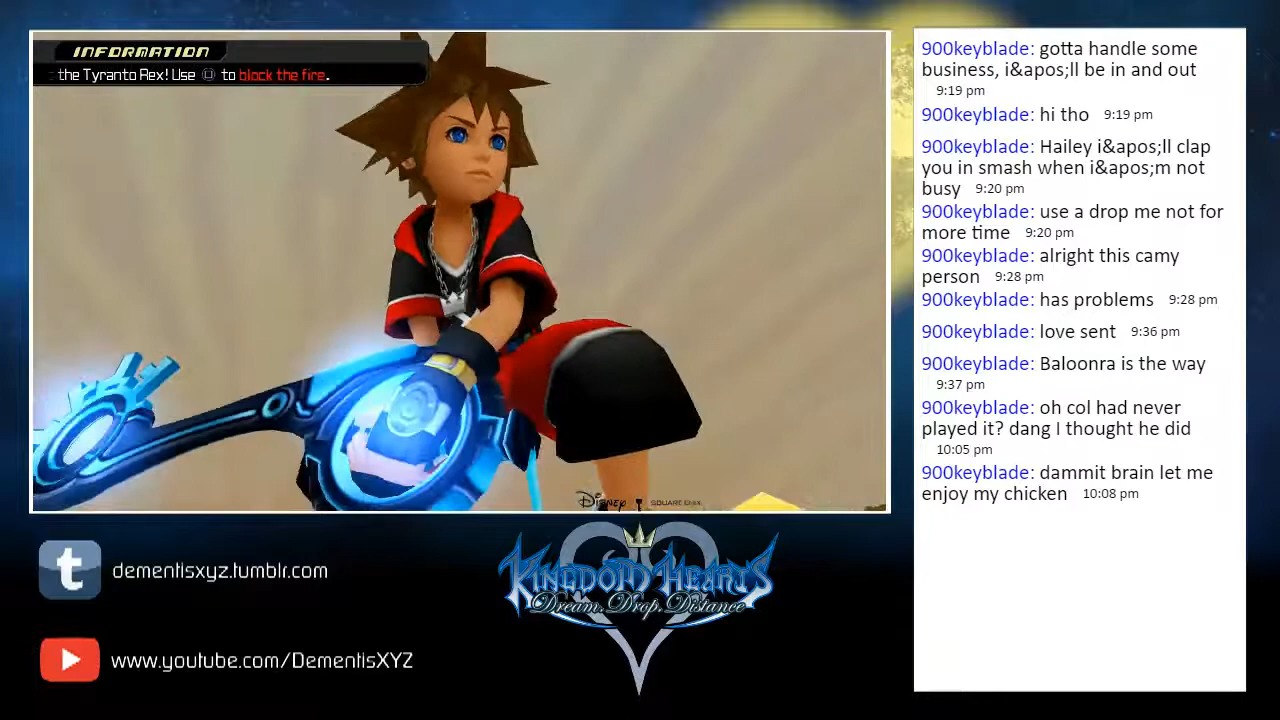 INFORMATION
the Tyranto Rex! Use to block the fire.
Disney SQUARE ENIX
t dementisxyz.tumblr.com
www.youtube.com/DementisXYZ
KINGDOM HEARTS
Dream. Drop. Distance
900keyblade: gotta handle some
business, i&apos;ll be in and out
9:19 pm
900keyblade: hi tho 9:19 pm
900keyblade: Hailey i&apos;ll clap
you in smash when i&apos;m not
busy 9:20 pm
900keyblade: use a drop me not for
more time 9:20 pm
900keyblade: alright this camy
person 9:28 pm
900keyblade: has problems 9:28 pm
900keyblade: love sent 9:36 pm
900keyblade: Baloonra is the way
9:37 pm
900keyblade: oh col had never
played it? dang I thought he did
10:05 pm
900keyblade: dammit brain let me
enjoy my chicken 10:08 pm